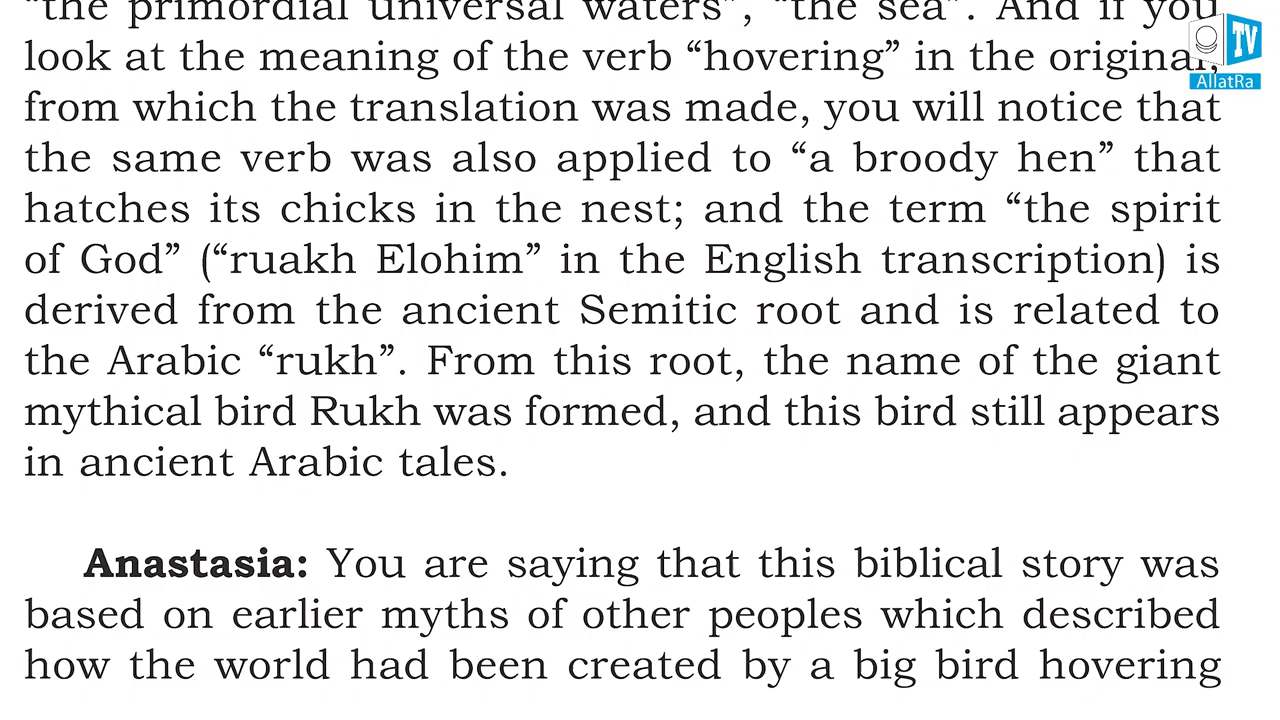 “the primordial universal waters”, “the sea”. And if you
look at the meaning of the verb “hovering” in the original,
from which the translation was made, you will notice that
the same verb was also applied to “a broody hen” that
hatches its chicks in the nest; and the term “the spirit
of God” (“ruakh Elohim” in the English transcription) is
derived from the ancient Semitic root and is related to
the Arabic “rukh”. From this root, the name of the giant
mythical bird Rukh was formed, and this bird still appears
in ancient Arabic tales.
Anastasia: You are saying that this biblical story was
based on earlier myths of other peoples which described
how the world had been created by a big bird hovering
TV
AllatRa